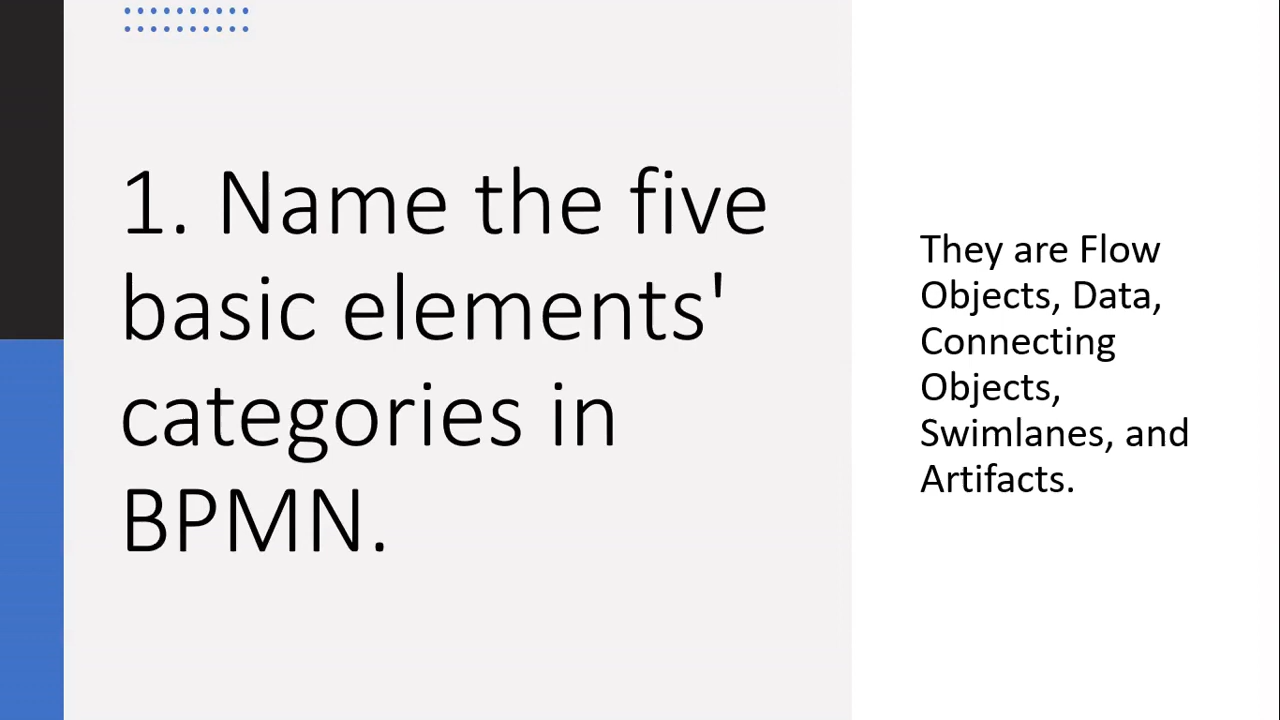 1. Name the five
basic elements'
categories in
BPMN.
They are Flow
Objects, Data,
Connecting
Objects,
Swimlanes, and
Artifacts.